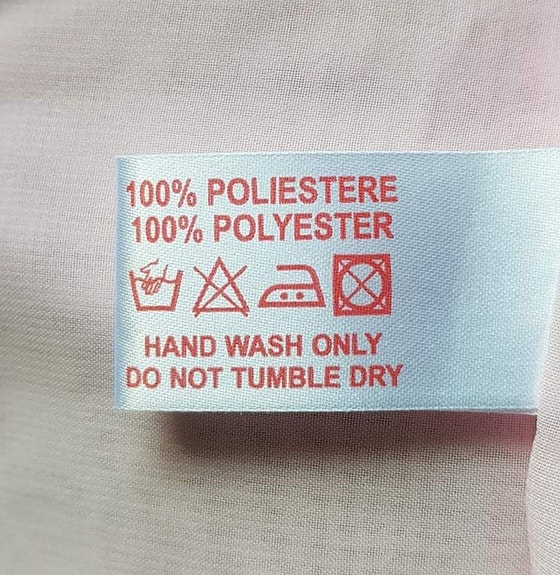 100% POLIESTERE
100% POLYESTER
HAND WASH ONLY
DO NOT TUMBLE DRY